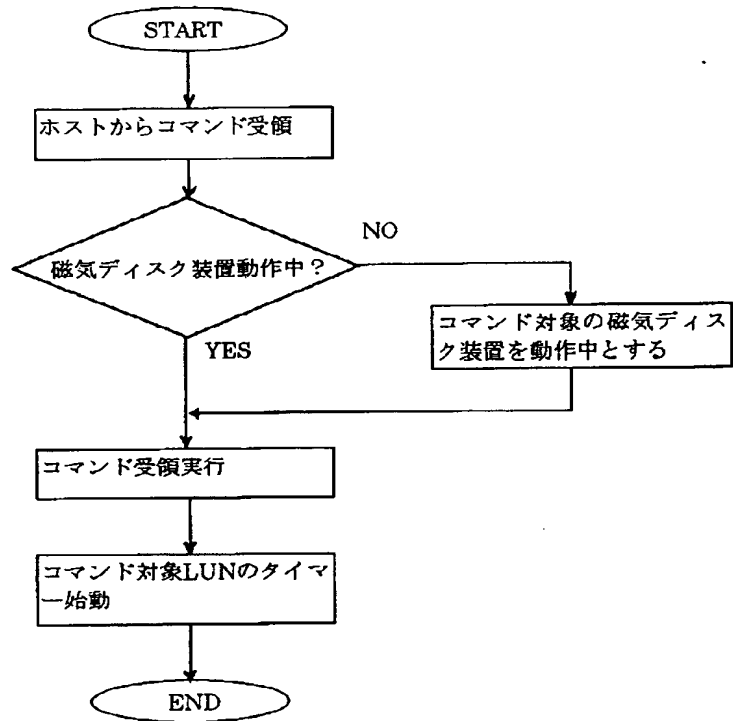 START
ホストからコマンド受領
磁気ディスク装置動作中？
NO
コマンド対象の磁気ディス
ク装置を動作中とする
YES
コマンド受領実行
コマンド対象LUNのタイマ
ー始動
END